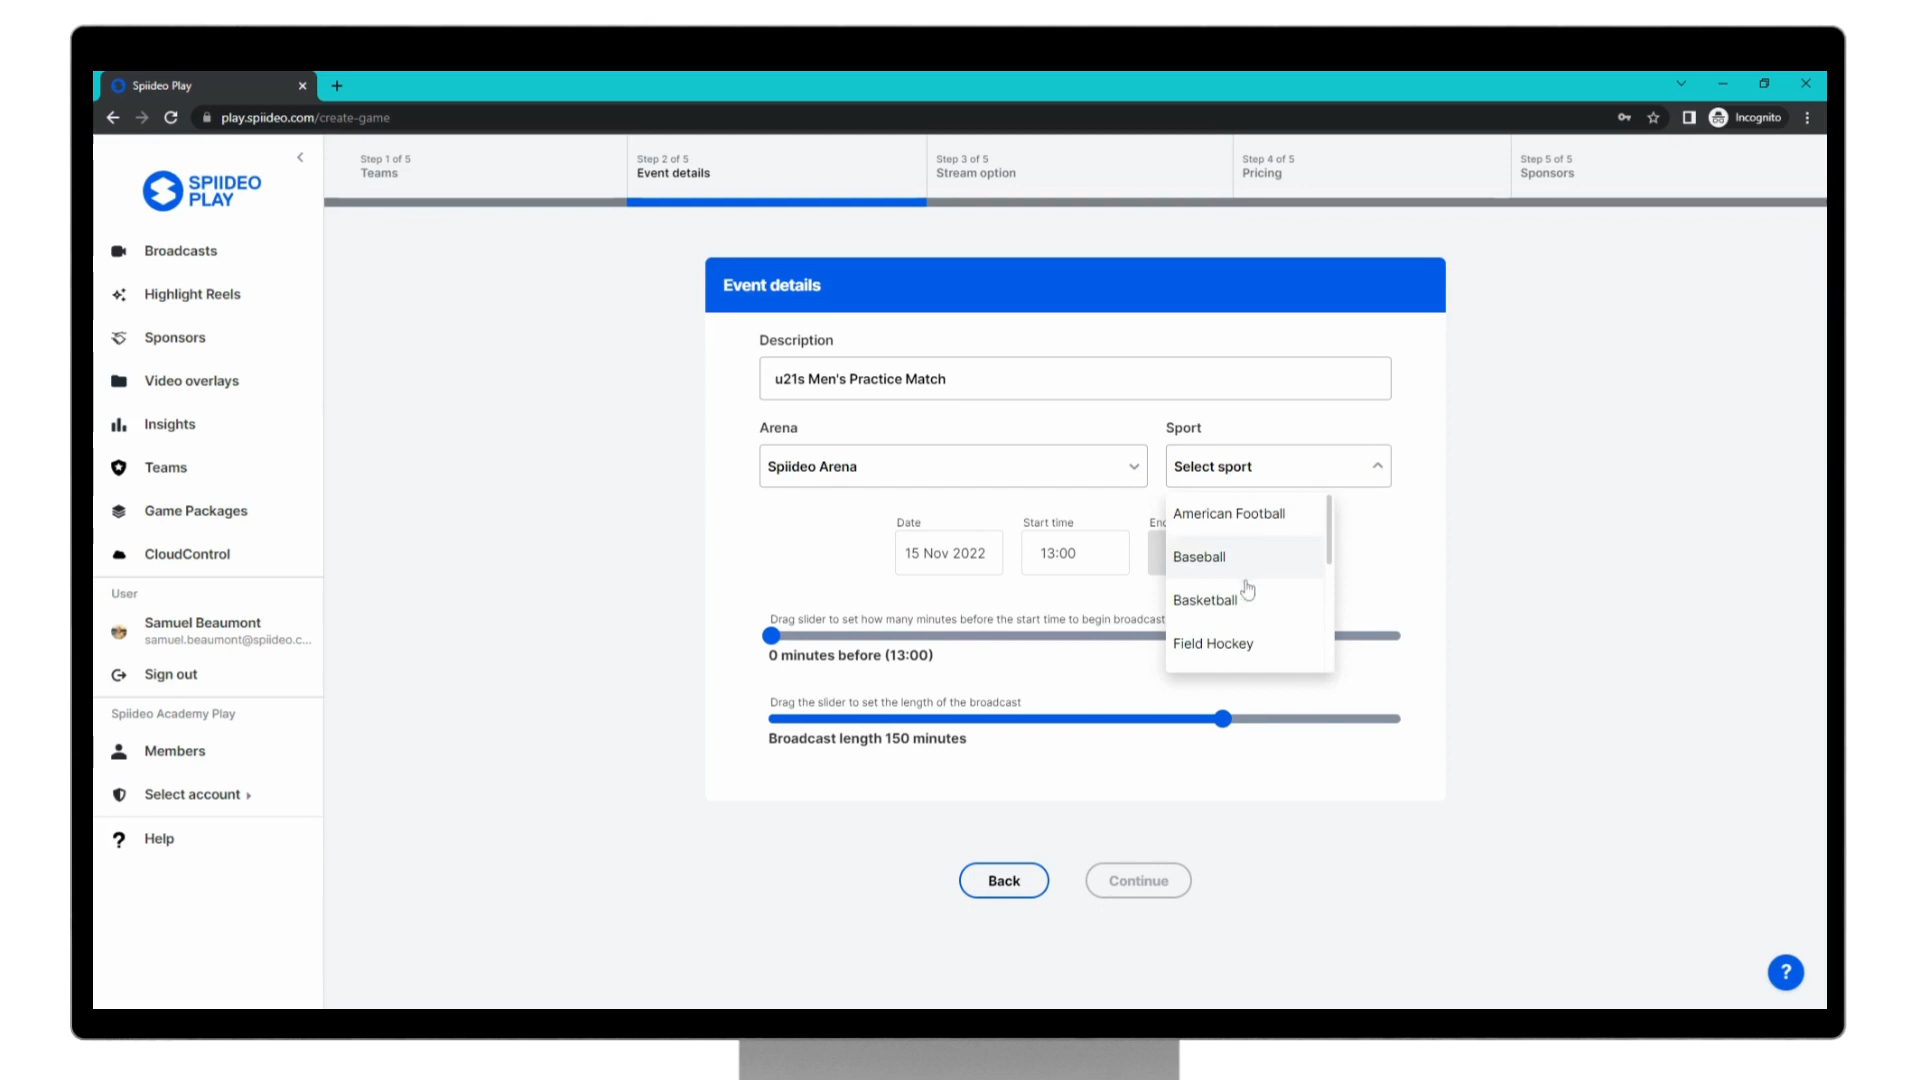 Spiideo Play
play.spiideo.com/create-game
Incognito
SPIIDEO
PLAY
Broadcasts
Highlight Reels
Sponsors
Video overlays
Insights
Teams
Game Packages
CloudControl
User
Samuel Beaumont
samuel.beaumont@spiideo.c...
Sign out
Spiideo Academy Play
Members
Select account
Help
Step 1 of 5
Teams
Step 2 of 5
Event details
Step 3 of 5
Stream option
Step 4 of 5
Pricing
Step 5 of 5
Sponsors
Event details
Description
u21s Men's Practice Match
Arena
Sport
Spiideo Arena
Select sport
American Football
Baseball
Basketball
Field Hockey
Date
Start time
15 Nov 2022
13:00
Drag slider to set how many minutes before the start time to begin broadcast
0 minutes before (13:00)
Drag the slider to set the length of the broadcast
Broadcast length 150 minutes
Back
Continue
?